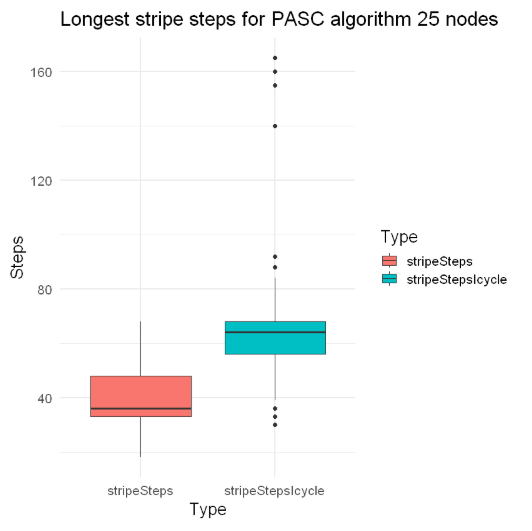 Longest stripe steps for PASC algorithm 25 nodes
160
120
80
40
Steps
stripeSteps
stripeStepsIcycle
Type
Type
stripeSteps
stripeStepsIcycle